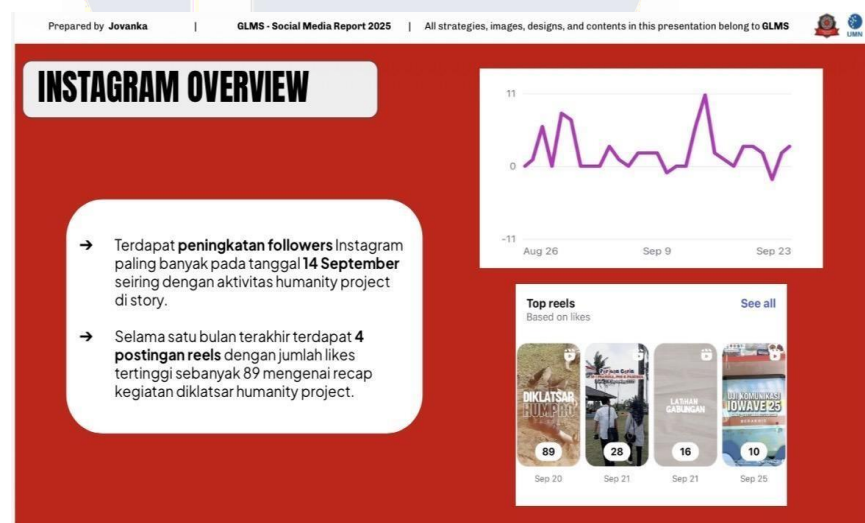 Prepared by Jovanka | GLMS - Social Media Report 2025 | All strategies, images, designs, and contents in this presentation belong to GLMS
UMN
INSTAGRAM OVERVIEW
11
0
-11
Aug 26 Sep 9 Sep 23
→ Terdapat peningkatan followers Instagram
paling banyak pada tanggal 14 September
seiring dengan aktivitas humanity project
di story.
→ Selama satu bulan terakhir terdapat 4
postingan reels dengan jumlah likes
tertinggi sebanyak 89 mengenai recap
kegiatan diklatsar humanity project.
Top reels See all
Based on likes
DIKLATSAR
HUMPRO
89
Sep 20
28
Sep 21
LATIHAN
GABUNGAN
16
Sep 21
UJI KOMUNIKASI
IOWAVE25
10
Sep 25